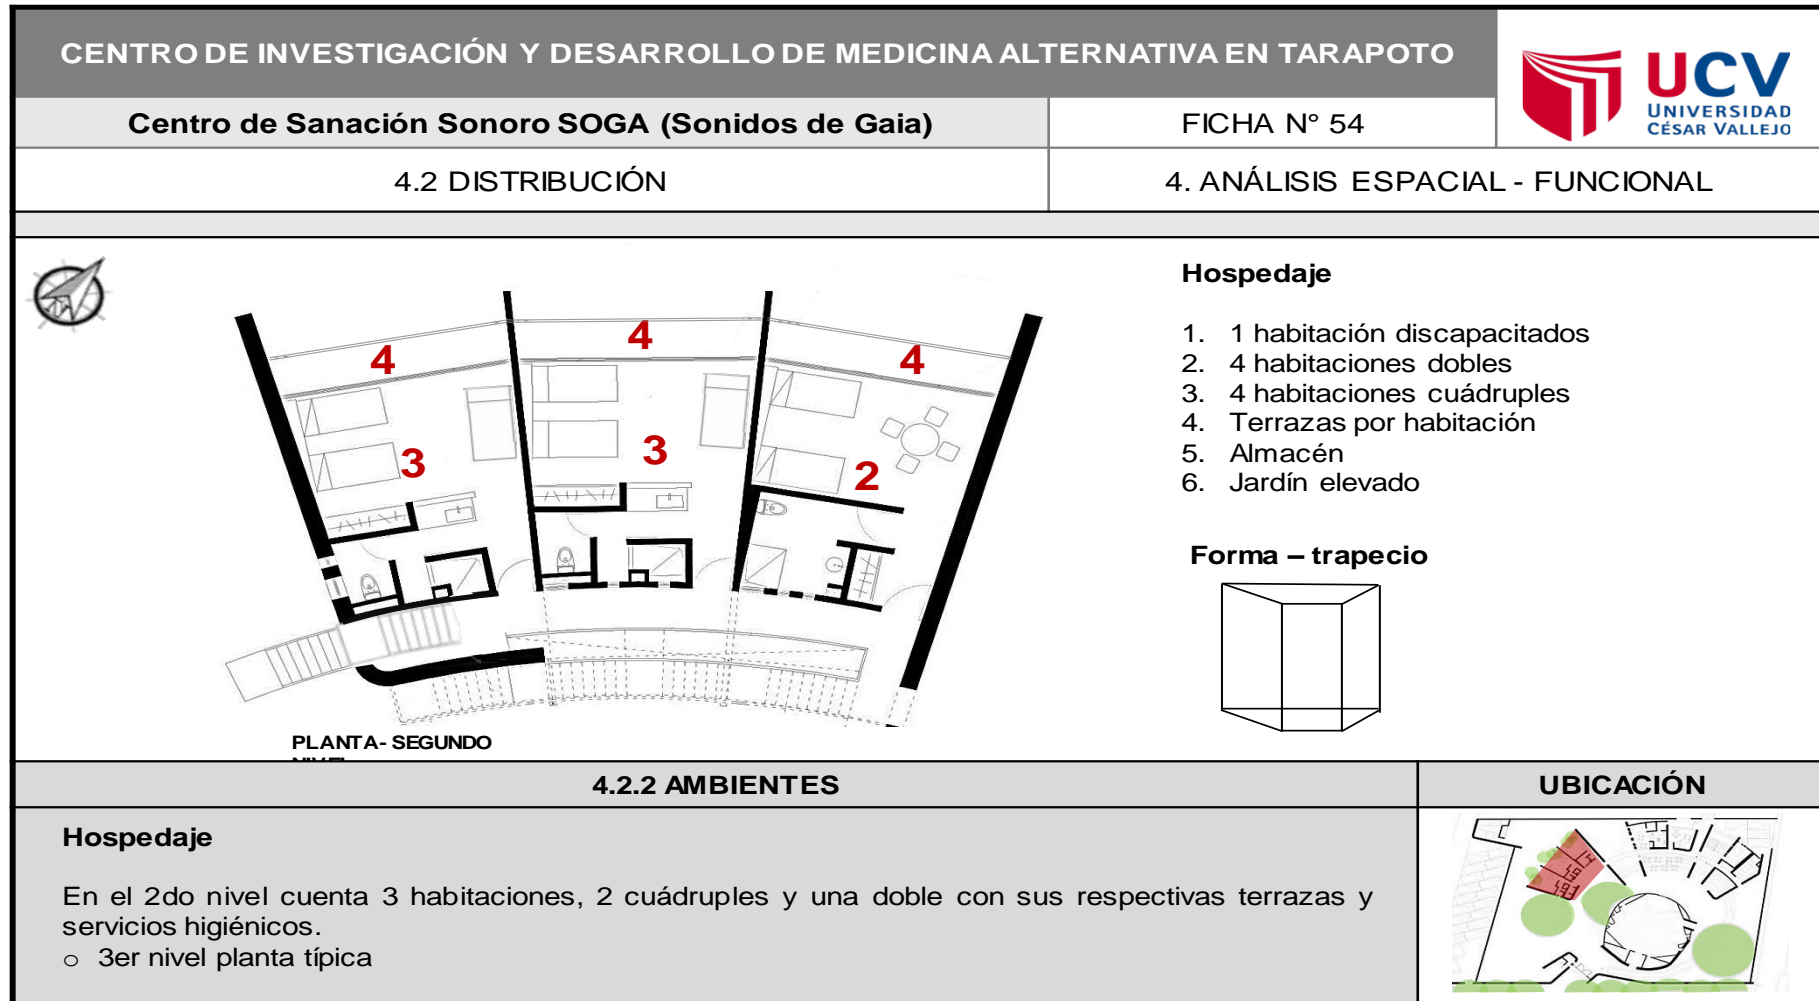 CENTRO DE INVESTIGACIÓN Y DESARROLLO DE MEDICINA ALTERNATIVA EN TARAPOTO
UCV
UNIVERSIDAD
CÉSAR VALLEJO
Centro de Sanación Sonoro SOGA (Sonidos de Gaia)
FICHA N° 54
4.2 DISTRIBUCIÓN
4. ANÁLISIS ESPACIAL - FUNCIONAL
4
4
4
3
3
2
PLANTA- SEGUNDO
Hospedaje
1. 1 habitación discapacitados
2. 4 habitaciones dobles
3. 4 habitaciones cuádruples
4. Terrazas por habitación
5. Almacén
6. Jardín elevado
Forma – trapecio
4.2.2 AMBIENTES
UBICACIÓN
Hospedaje
En el 2do nivel cuenta 3 habitaciones, 2 cuádruples y una doble con sus respectivas terrazas y
servicios higiénicos.
o 3er nivel planta típica